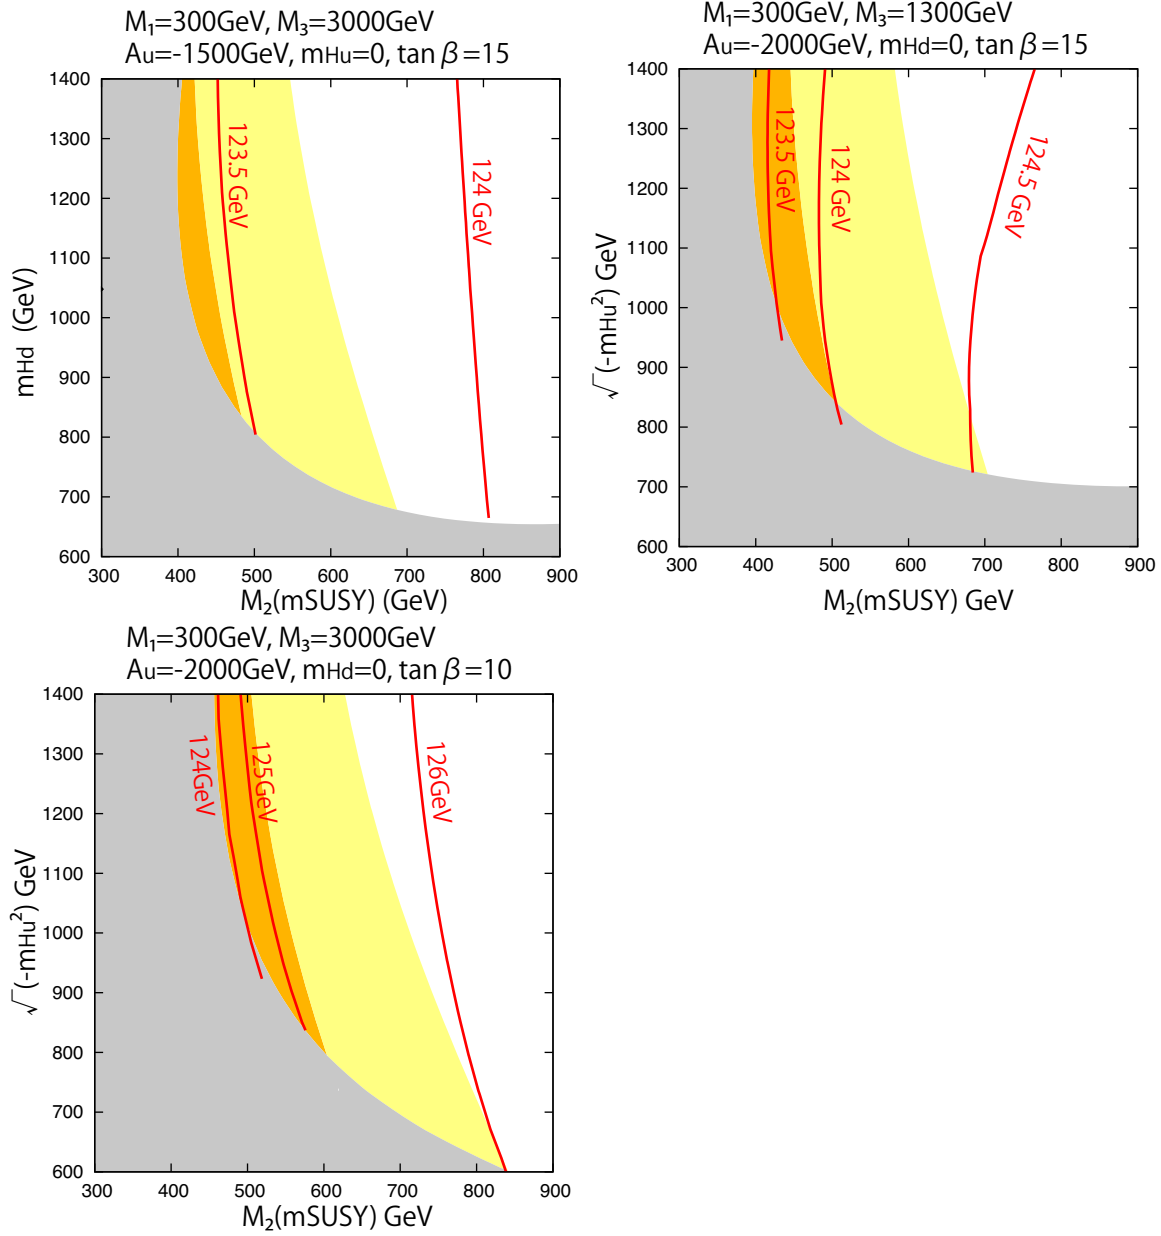 M₁=300GeV, M₃=3000GeV
Au=-1500GeV, mHu=0, tan β=15
1400
1300
1200
1100
1000
900
800
700
600
mHd (GeV)
123.5 GeV
124 GeV
300 400 500 600 700 800 900
M₂(mSUSY) (GeV)
M₁=300GeV, M₃=1300GeV
Au=-2000GeV, mHd=0, tan β=15
1400
1300
1200
1100
1000
900
800
700
600
√(-mHu²) GeV
123.5 GeV
124 GeV
124.5 GeV
300 400 500 600 700 800 900
M₂(mSUSY) GeV
M₁=300GeV, M₃=3000GeV
Au=-2000GeV, mHd=0, tan β=10
1400
1300
1200
1100
1000
900
800
700
600
√(-mHu²) GeV
124GeV
125GeV
126GeV
300 400 500 600 700 800 900
M₂(mSUSY) GeV